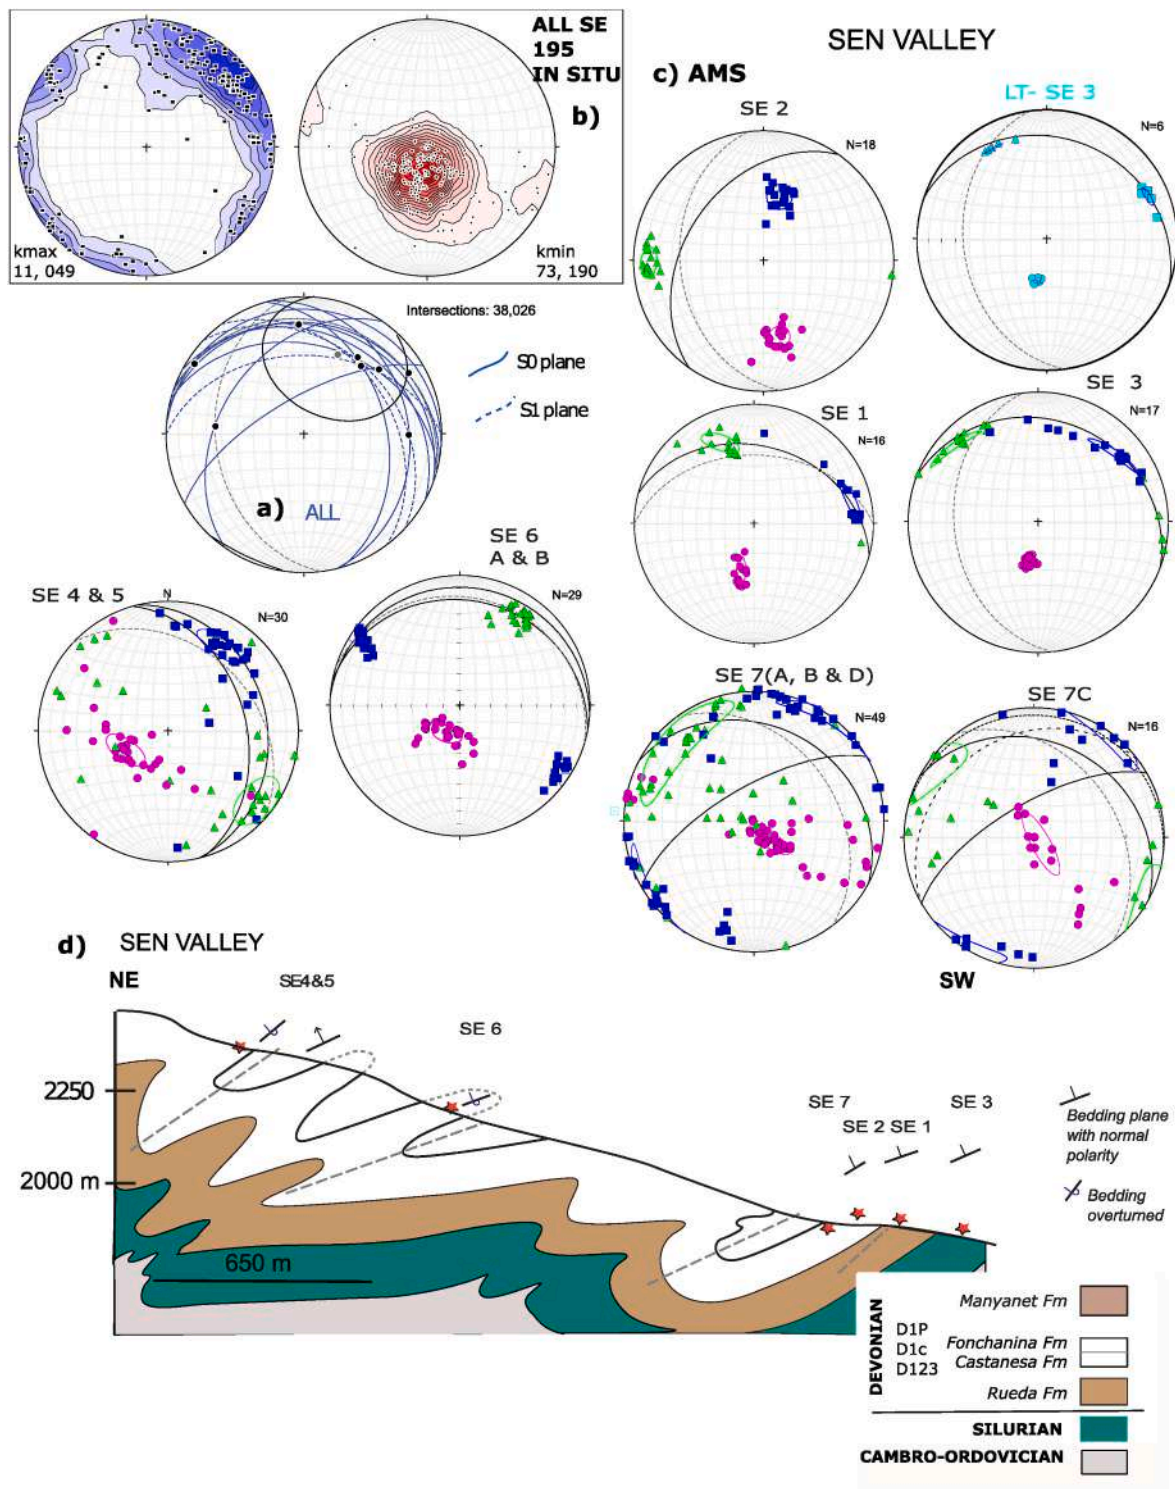 SEN VALLEY
ALL SE
195
IN SITU
b)
kmax
11, 049
kmin
73, 190
c) AMS
SE 2
N=18
LT- SE 3
N=6
Intersections: 38,026
S0 plane
S1 plane
a)
ALL
SE 1
N=16
SE 3
N=17
SE 4 & 5
N
N=30
SE 6
A & B
N=29
SE 7(A, B & D)
N=49
SE 7C
N=16
d) SEN VALLEY
NE
SW
SE4&5
SE 6
SE 7
SE 2
SE 1
SE 3
2250
2000 m
650 m
Bedding plane
with normal
polarity
Bedding
overturned
DEVONIAN
Manyanet Fm
D1P
D1c
D123
Fonchanina Fm
Castanesa Fm
Rueda Fm
SILURIAN
CAMBRO-ORDOVICIAN